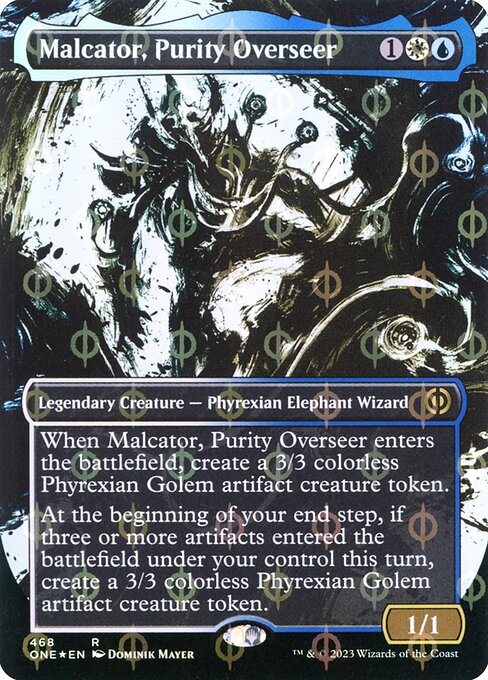 Malcator, Purity Overseer 1
Legendary Creature — Phyrexian Elephant Wizard
When Malcator, Purity Overseer enters
the battlefield, create a 3/3 colorless
Phyrexian Golem artifact creature token.
At the beginning of your end step, if
three or more artifacts entered the
battlefield under your control this turn,
create a 3/3 colorless Phyrexian Golem
artifact creature token.
1/1
468 R
ONE★EN DOMINIK MAYER ™ & © 2023 Wizards of the Coast